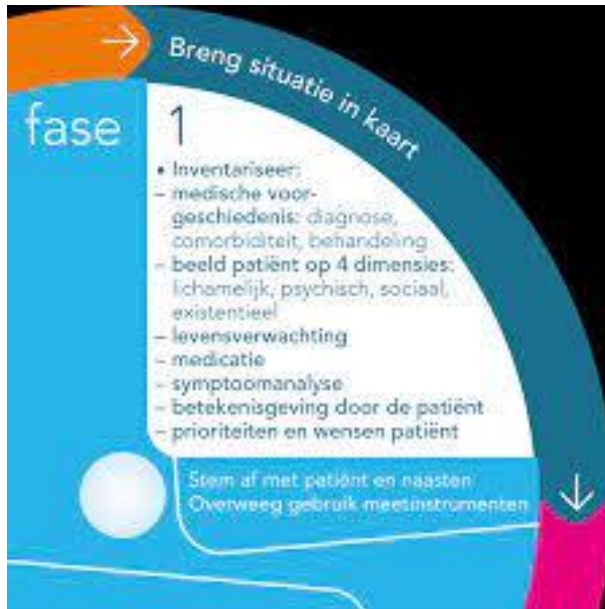 Breng situatie in kaart
fase 1
• Inventariseer:
– medische voor-
geschiedenis: diagnose,
comorbiditeit, behandeling
– beeld patiënt op 4 dimensies:
lichamelijk, psychisch, sociaal,
existentieel
– levensverwachting
– medicatie
– symptoomanalyse
– betekenisgeving door de patiënt
– prioriteiten en wensen patiënt
Stem af met patiënt en naasten
Overweeg gebruik meetinstrumenten